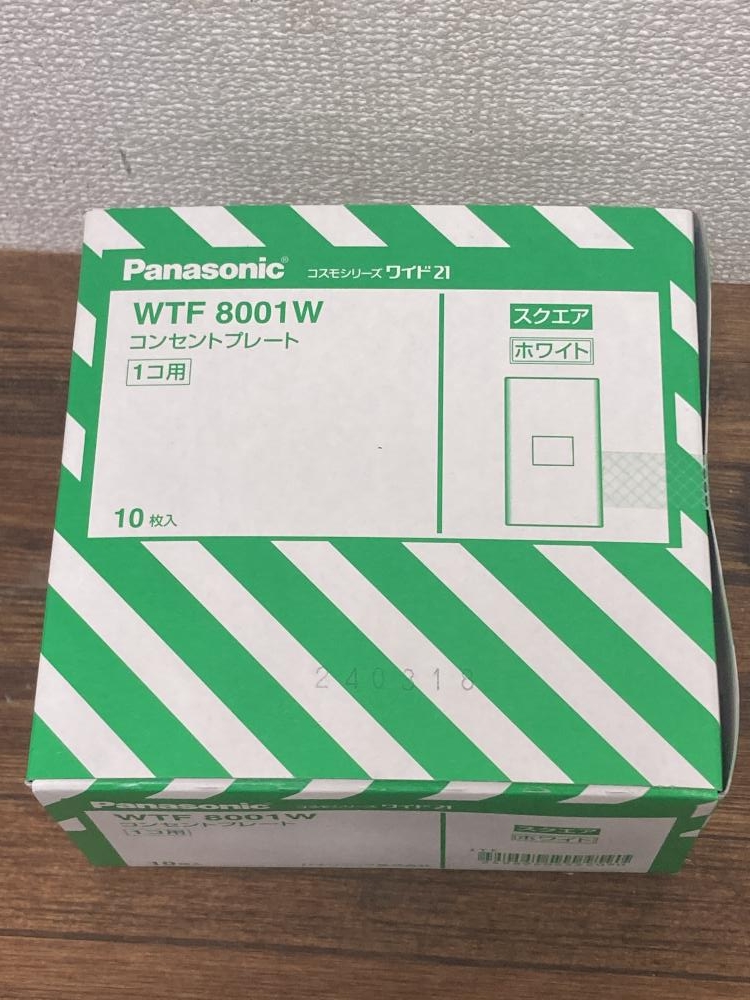 Panasonic® コスモシリーズ ワイド21
WTF 8001W
コンセントプレート
1コ用
10枚入
スクエア
ホワイト
240318
Panasonic コスモシリーズ ワイド21
WTF 8001W
コンセントプレート
1コ用
スクエア
ホワイト